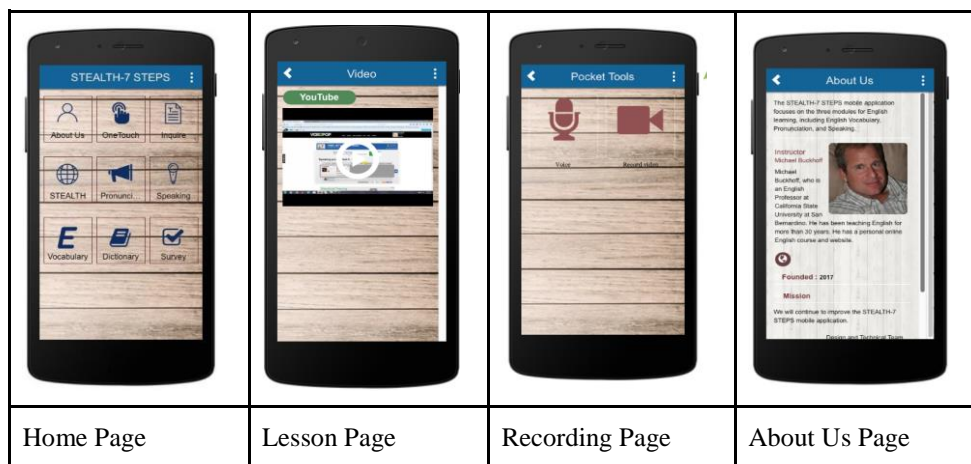 STEALTH-7 STEPS
About Us OneTouch Inquire
STEALTH Pronunci... Speaking
Vocabulary Dictionary Survey
Home Page
Video
YouTube
Lesson Page
Pocket Tools
Voice Record video
Recording Page
About Us
The STEALTH-7 STEPS mobile application
focuses on the three modules for English
learning, including English Vocabulary,
Pronunciation, and Speaking.
Instructor
Michael Buckhoff
Michael
Buckhoff, who is
an English
Professor at
California State
University at San
Bernardino. He has been teaching English for
more than 30 years. He has a personal online
English course and website.
Founded : 2017
Mission
We will continue to improve the STEALTH-7
STEPS mobile application.
Design and Technical Team
About Us Page